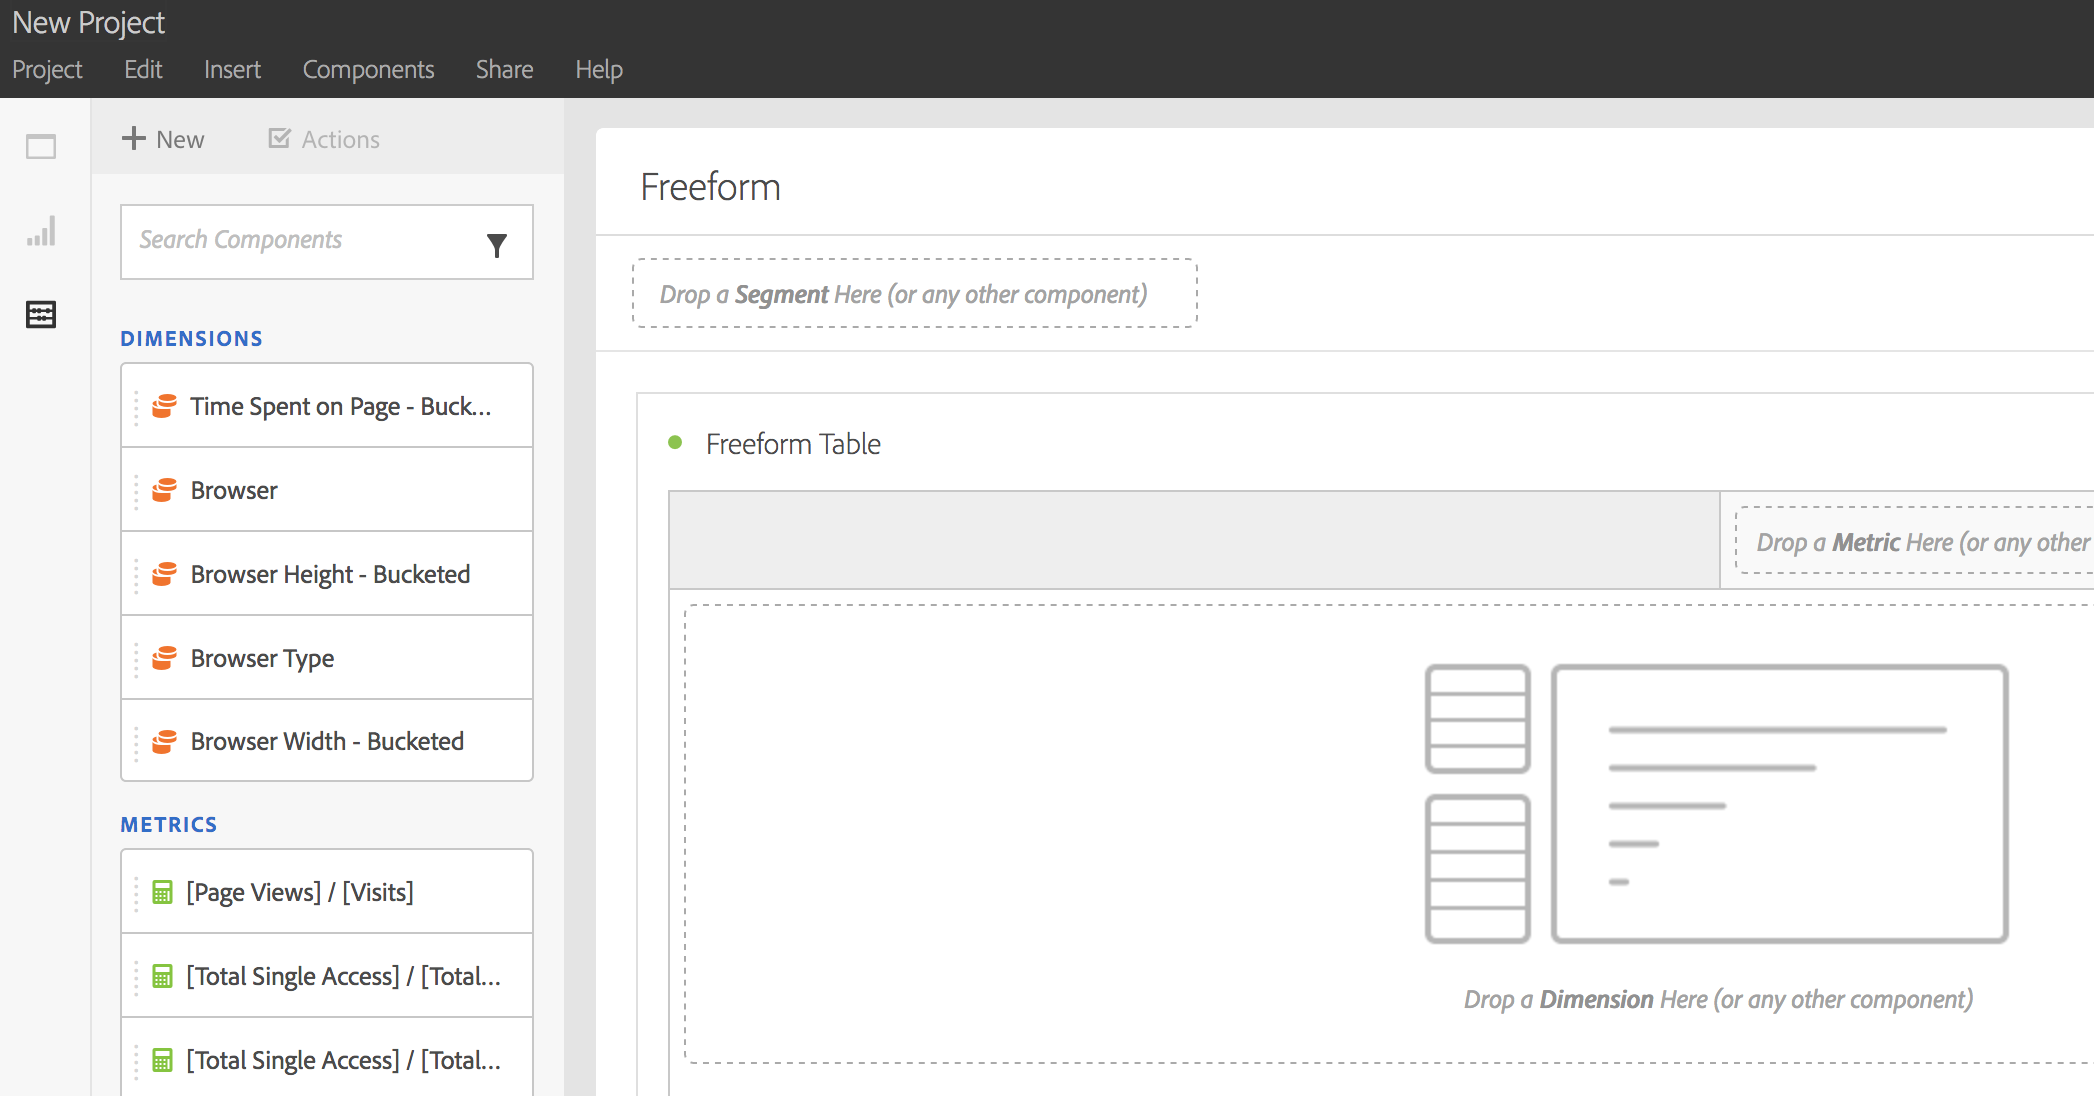 New Project
Project Edit Insert Components Share Help
New Actions
Search Components
DIMENSIONS
Time Spent on Page - Buck...
Browser
Browser Height - Bucketed
Browser Type
Browser Width - Bucketed
METRICS
[Page Views] / [Visits]
[Total Single Access] / [Total...
[Total Single Access] / [Total...
Freeform
Drop a Segment Here (or any other component)
Freeform Table
Drop a Metric Here (or any other
Drop a Dimension Here (or any other component)